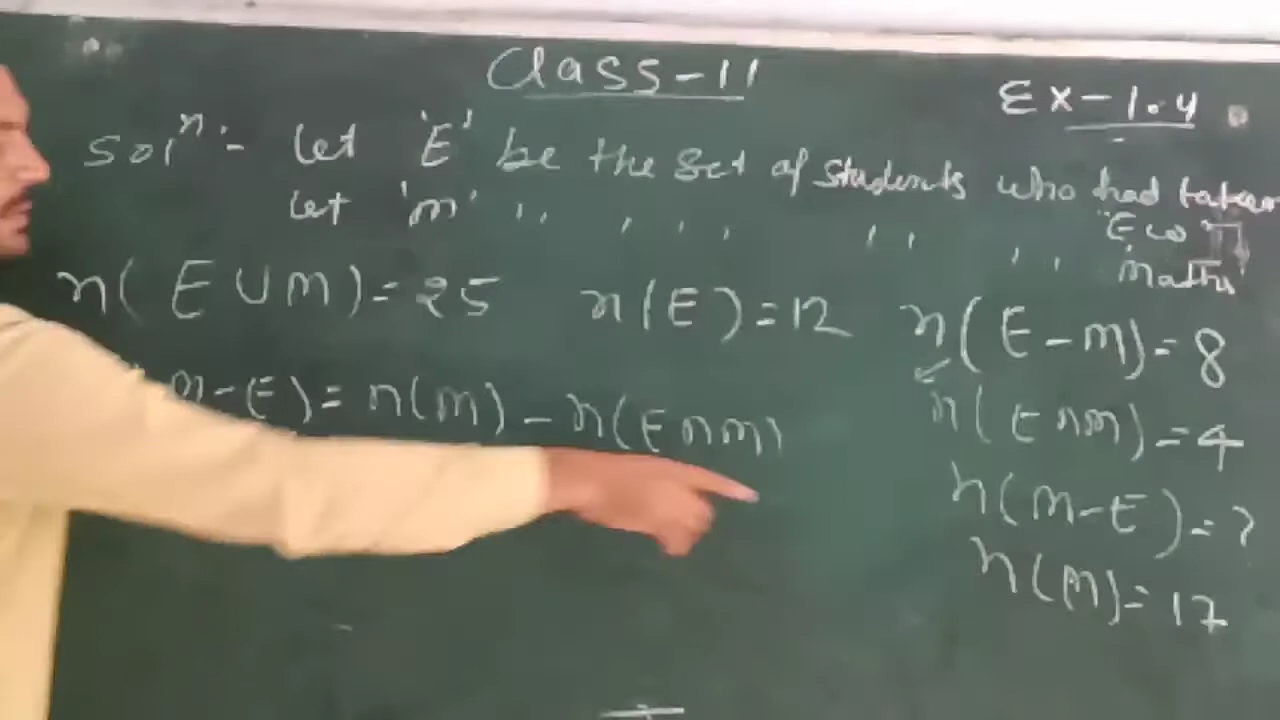 Class-11
Ex-1.4
Solⁿ:- Let 'E' be the set of students who had taken
Eco
Let 'm' " , , , , , , , Maths
n(E∪M)=25 n(E)=12 n(E-M)=8
m-E)=n(M)-n(E∩M) n(E∩M)=4
n(M-E)=?
n(M)=17